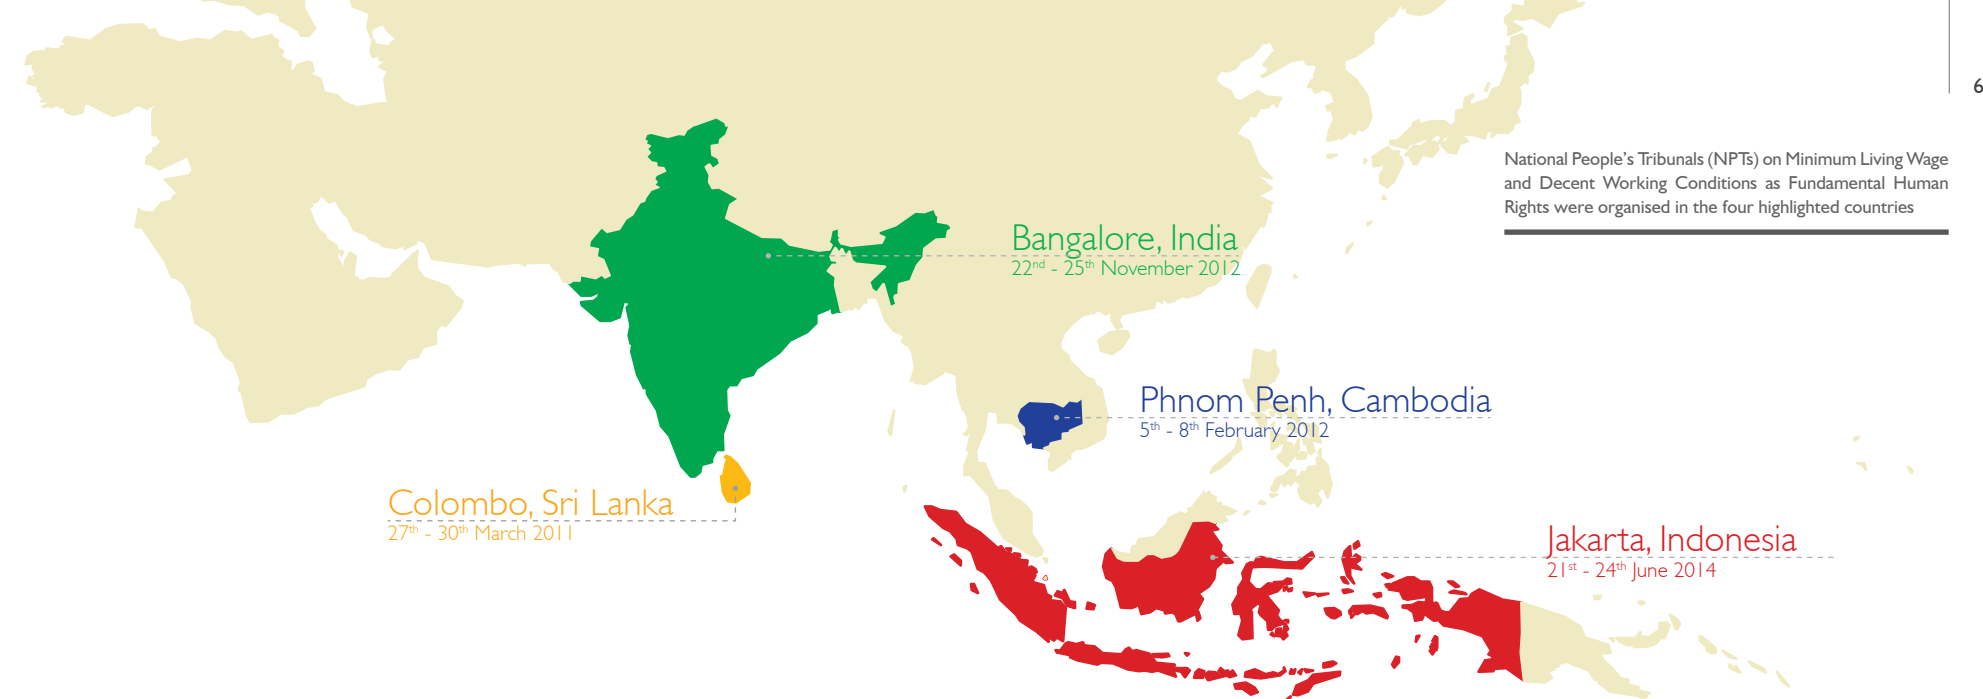 6
National People's Tribunals (NPTs) on Minimum Living Wage
and Decent Working Conditions as Fundamental Human
Rights were organised in the four highlighted countries
Bangalore, India
22nd - 25th November 2012
Phnom Penh, Cambodia
5th - 8th February 2012
Colombo, Sri Lanka
27th - 30th March 2011
Jakarta, Indonesia
21st - 24th June 2014